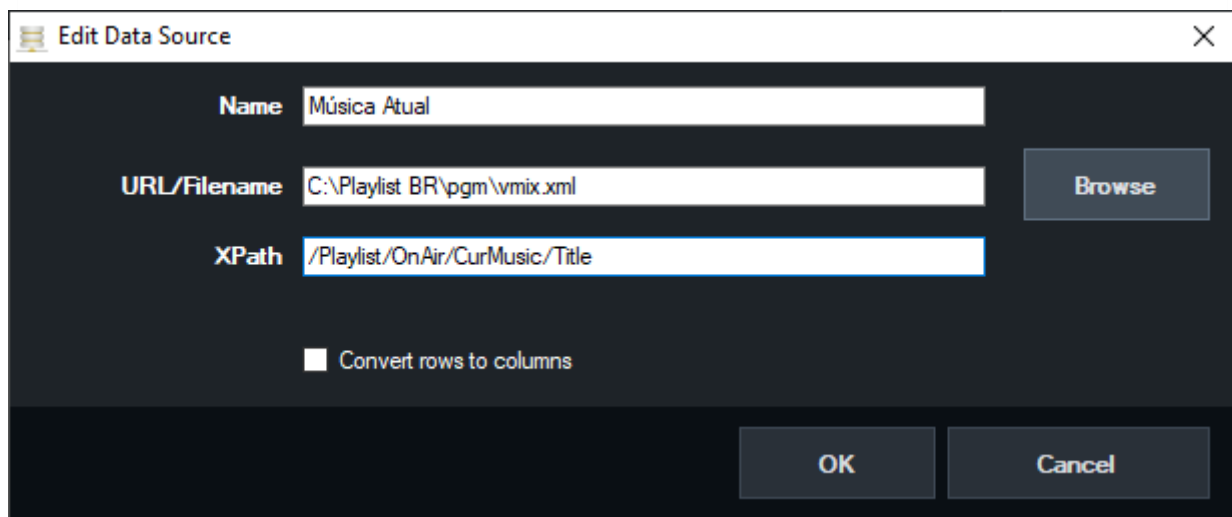 Edit Data Source
Name Música Atual
URL/Filename C:\Playlist BR\pgm\vmix.xml Browse
XPath /Playlist/OnAir/CurMusic/Title
Convert rows to columns
OK Cancel